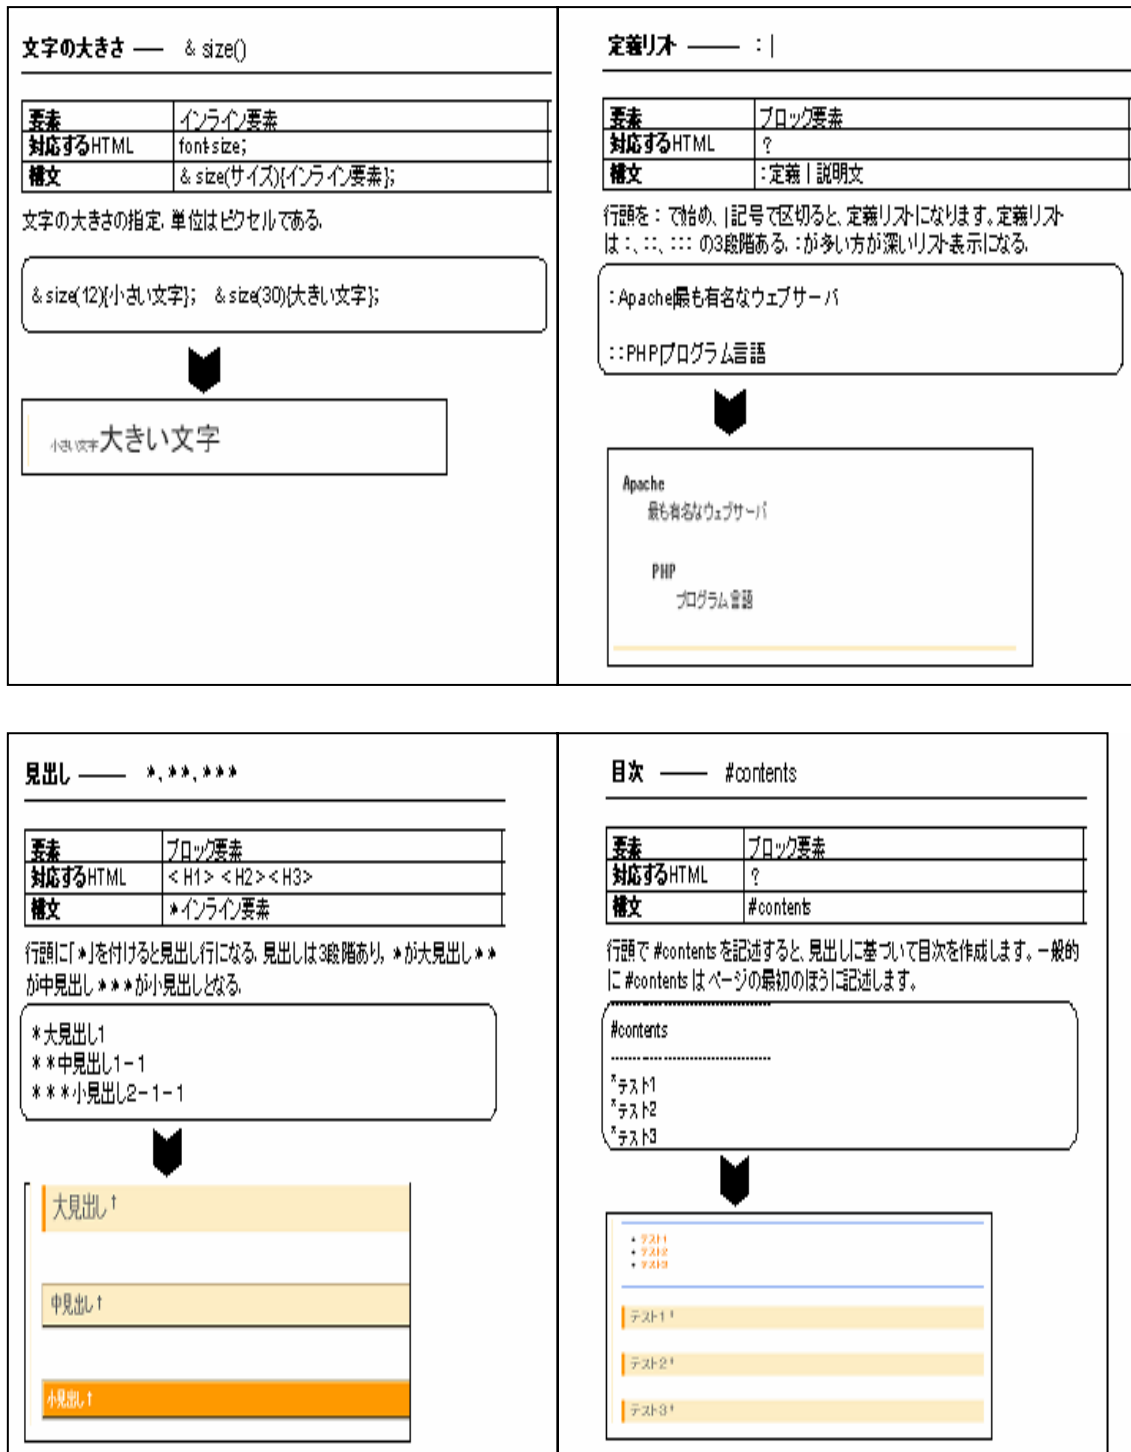 文字の大きさ —— & size()
要素 インライン要素
対応するHTML font-size;
構文 & size(サイズ){インライン要素};
文字の大きさの指定. 単位はピクセルである.
& size(12){小さい文字}; & size(30){大きい文字};
小さい文字大きい文字
定義リスト —— : |
要素 ブロック要素
対応するHTML ?
構文 :定義 | 説明文
行頭を : で始め、|記号で区切ると、定義リストになります。定義リスト
は :、: :、: : : の3段階ある. :が多い方が深いリスト表示になる.
:Apache|最も有名なウェブサーバ
: :PHP|プログラム言語
Apache
最も有名なウェブサーバ
PHP
プログラム言語
見出し —— *, **, ***
要素 ブロック要素
対応するHTML < H1> < H2>< H3>
構文 *インライン要素
行頭に「*」を付けると見出し行になる. 見出しは3段階あり, *が大見出し**
が中見出し***が小見出しとなる.
*大見出し1
**中見出し1-1
***小見出し2-1-1
大見出し†
中見出し†
小見出し†
目次 —— #contents
要素 ブロック要素
対応するHTML ?
構文 #contents
行頭で #contents を記述すると、見出しに基づいて目次を作成します。一般的
に #contents は ページの最初のほうに記述します。
----------------------------------
#contents
----------------------------------
*テスト1
*テスト2
*テスト3
• テスト1
• テスト2
• テスト3
テスト1†
テスト2†
テスト3†